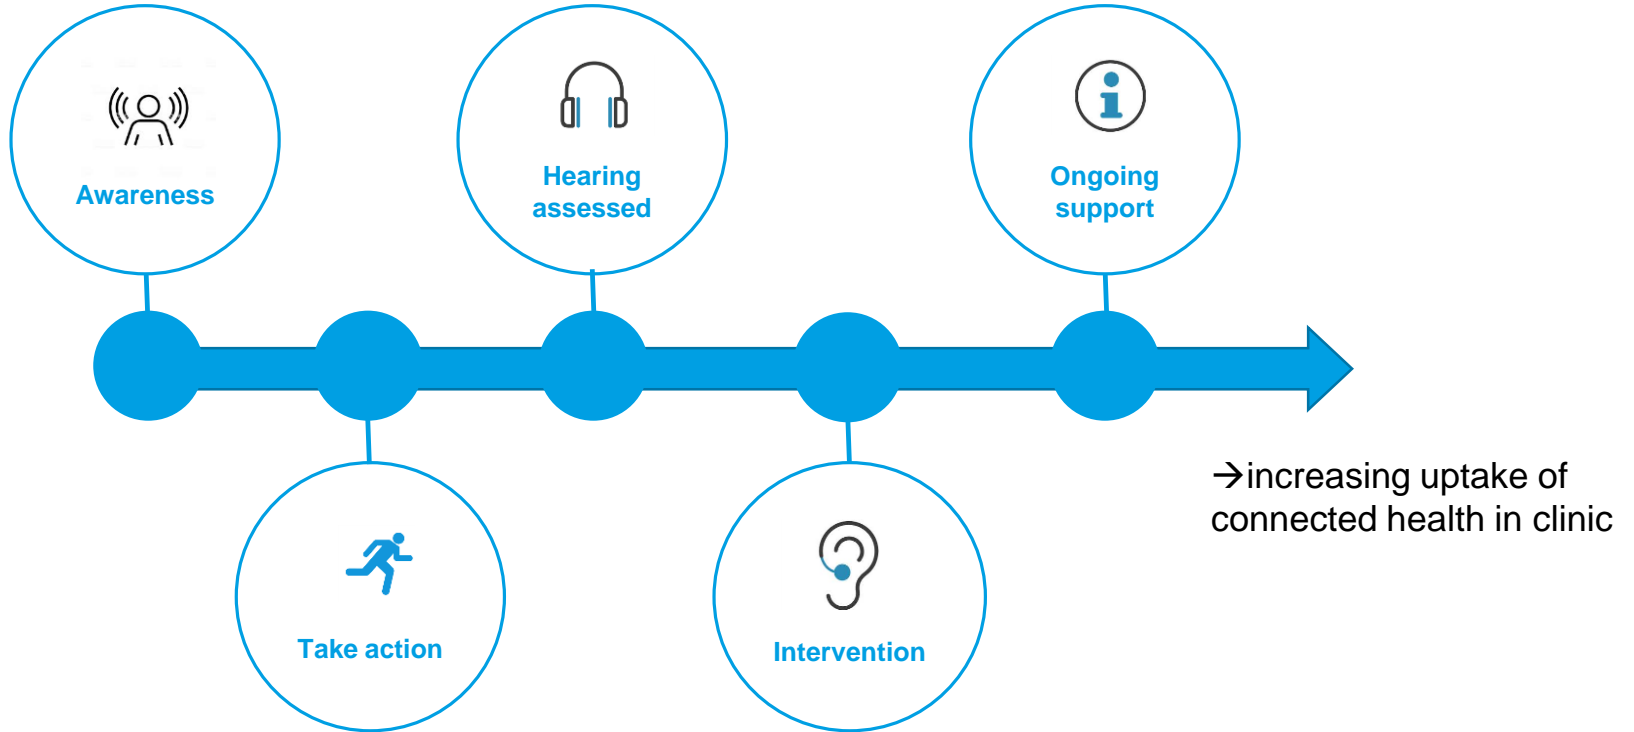 Awareness
Hearing
assessed
Ongoing
support
→increasing uptake of
connected health in clinic
Take action
Intervention